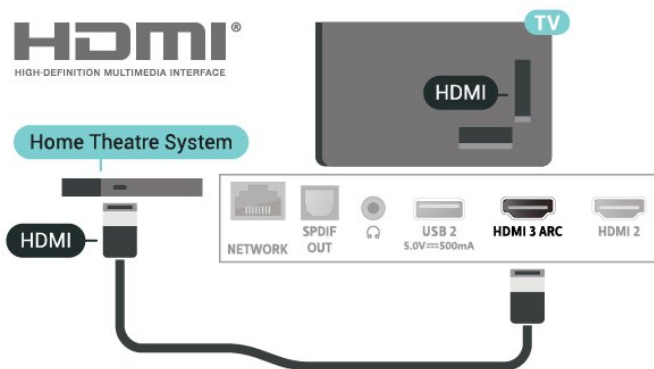 HDMI®
HIGH-DEFINITION MULTIMEDIA INTERFACE
TV
HDMI
Home Theatre System
HDMI
NETWORK
SPDIF
OUT
USB 2
5.0V⎓500mA
HDMI 3 ARC
HDMI 2